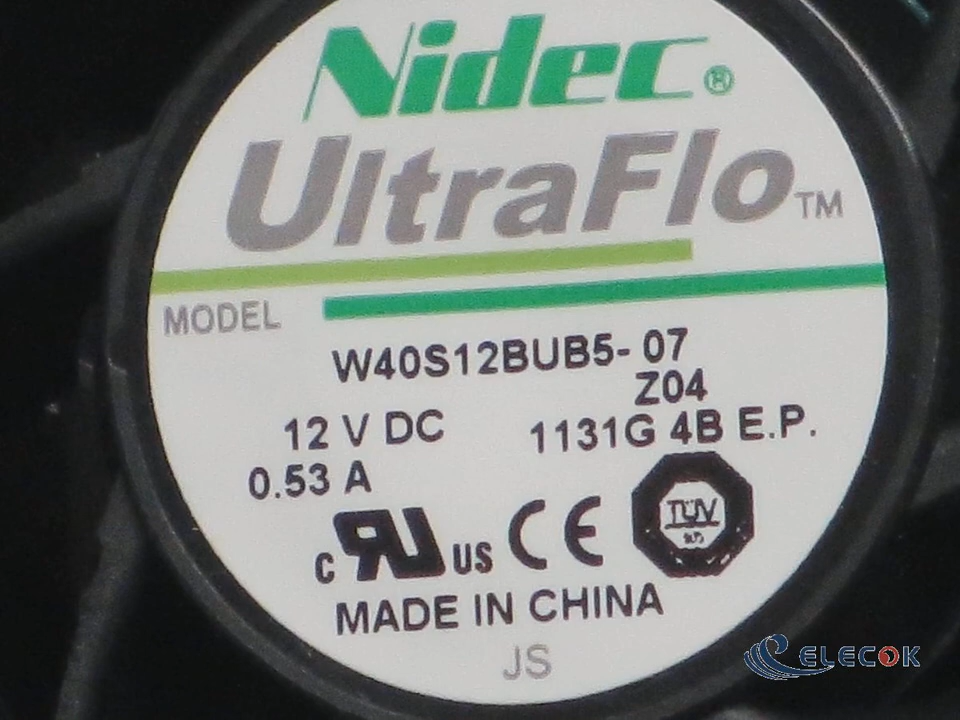 Nidec®
UltraFlo™
MODEL
W40S12BUB5-07
Z04
12 V DC
1131G 4B E.P.
0.53 A
c RU US CE TÜV
MADE IN CHINA
JS
ELECOK